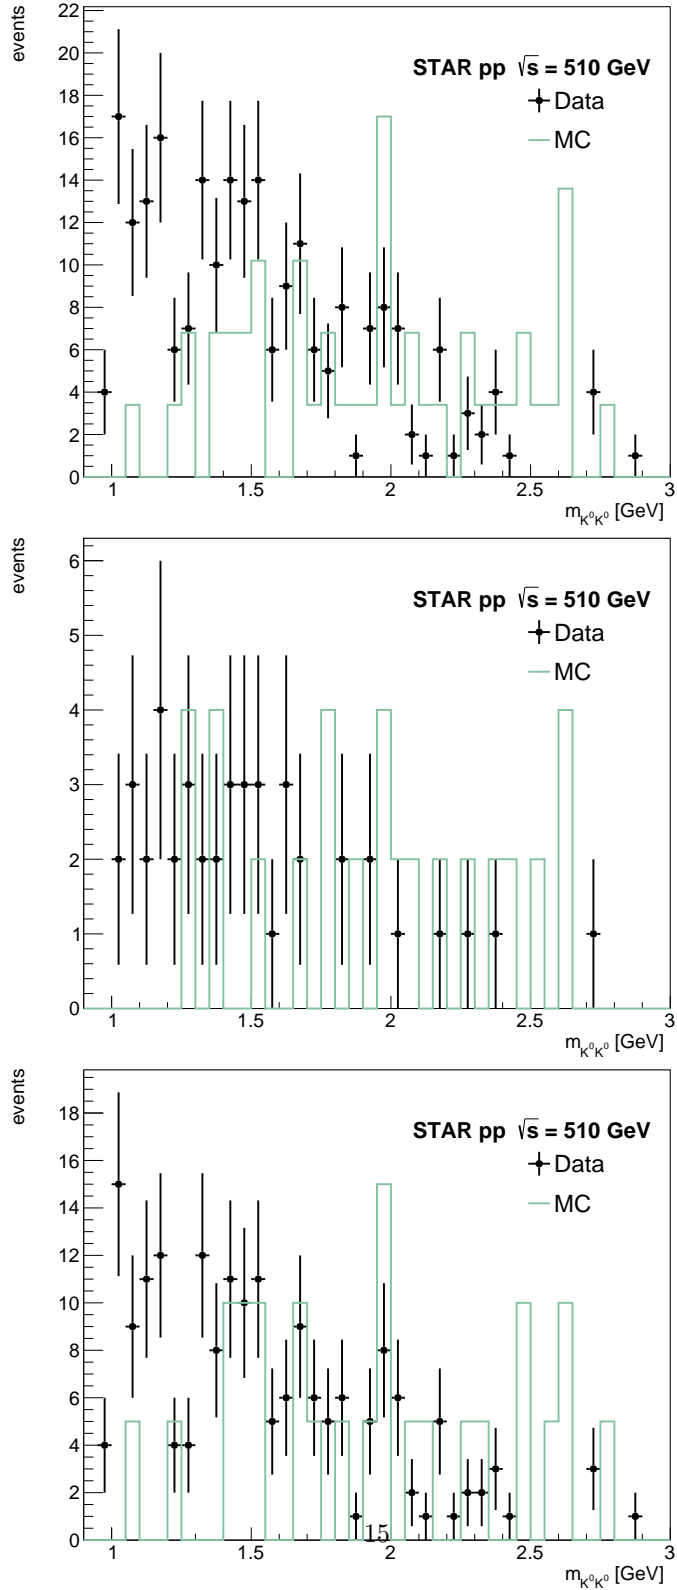 events
22
20
18
16
14
12
10
8
6
4
2
0
STAR pp √s = 510 GeV
Data
MC
1 1.5 2 2.5 3
m_{K⁰K⁰} [GeV]
events
6
5
4
3
2
1
0
STAR pp √s = 510 GeV
Data
MC
1 1.5 2 2.5 3
m_{K⁰K⁰} [GeV]
events
18
16
14
12
10
8
6
4
2
0
STAR pp √s = 510 GeV
Data
MC
15
1 1.5 2 2.5 3
m_{K⁰K⁰} [GeV]